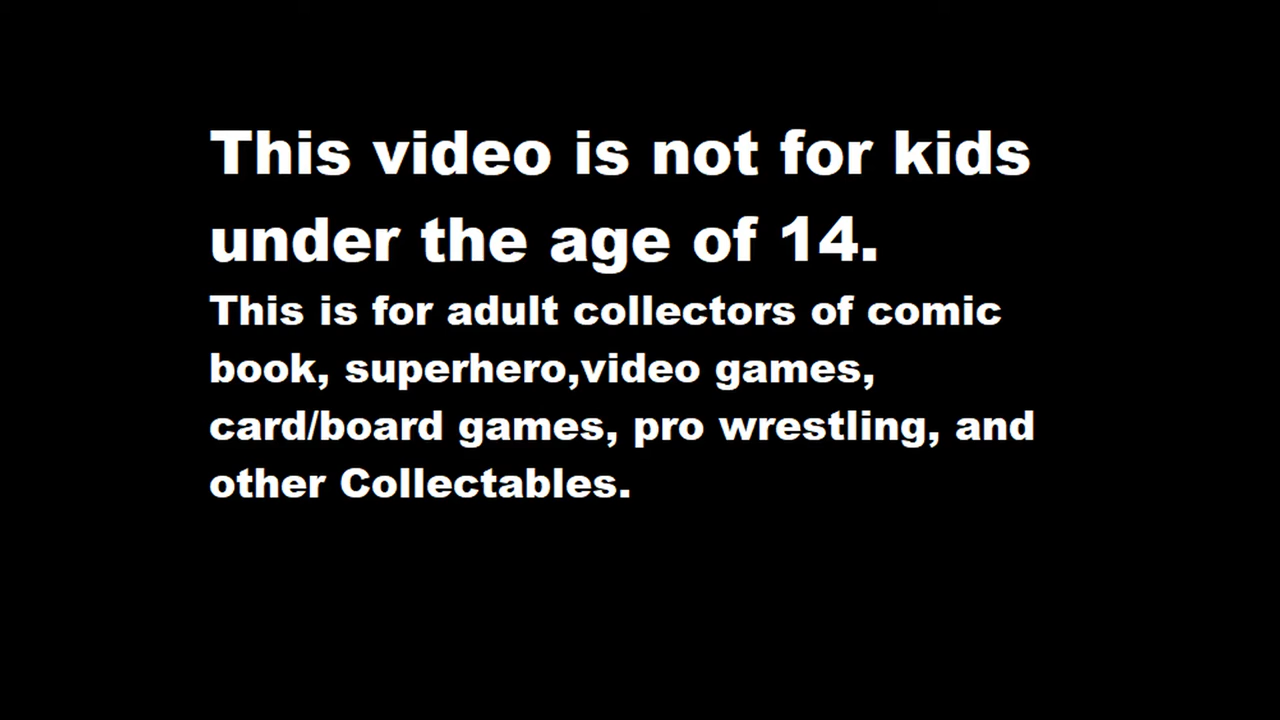 This video is not for kids
under the age of 14.
This is for adult collectors of comic
book, superhero,video games,
card/board games, pro wrestling, and
other Collectables.